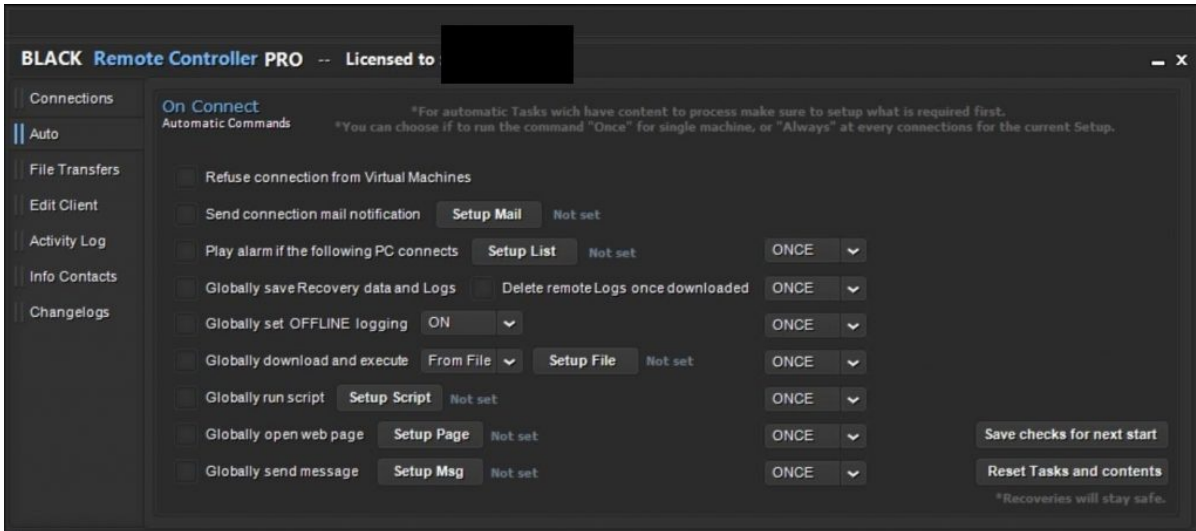 BLACK Remote Controller PRO -- Licensed to
Connections
Auto
File Transfers
Edit Client
Activity Log
Info Contacts
Changelogs
On Connect
Automatic Commands
*For automatic Tasks wich have content to process make sure to setup what is required first.
*You can choose if to run the command "Once" for single machine, or "Always" at every connections for the current Setup.
Refuse connection from Virtual Machines
Send connection mail notification Setup Mail Not set
Play alarm if the following PC connects Setup List Not set ONCE
Globally save Recovery data and Logs Delete remote Logs once downloaded ONCE
Globally set OFFLINE logging ON ONCE
Globally download and execute From File Setup File Not set ONCE
Globally run script Setup Script Not set ONCE
Globally open web page Setup Page Not set ONCE Save checks for next start
Globally send message Setup Msg Not set ONCE Reset Tasks and contents
*Recoveries will stay safe.